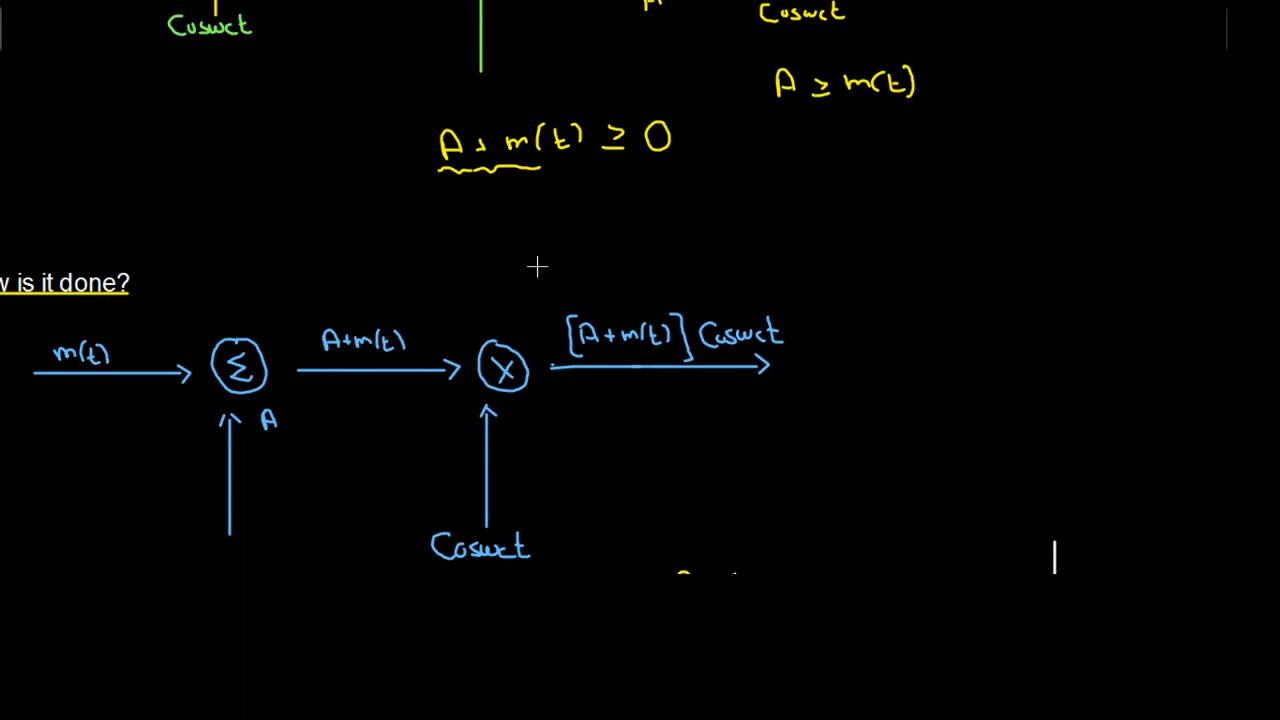 Coswct
Coswct
A ≥ m(t)
A + m(t) ≥ 0
w is it done?
m(t)
Σ
A+m(t)
X
[A+m(t)] Coswct
A
Coswct